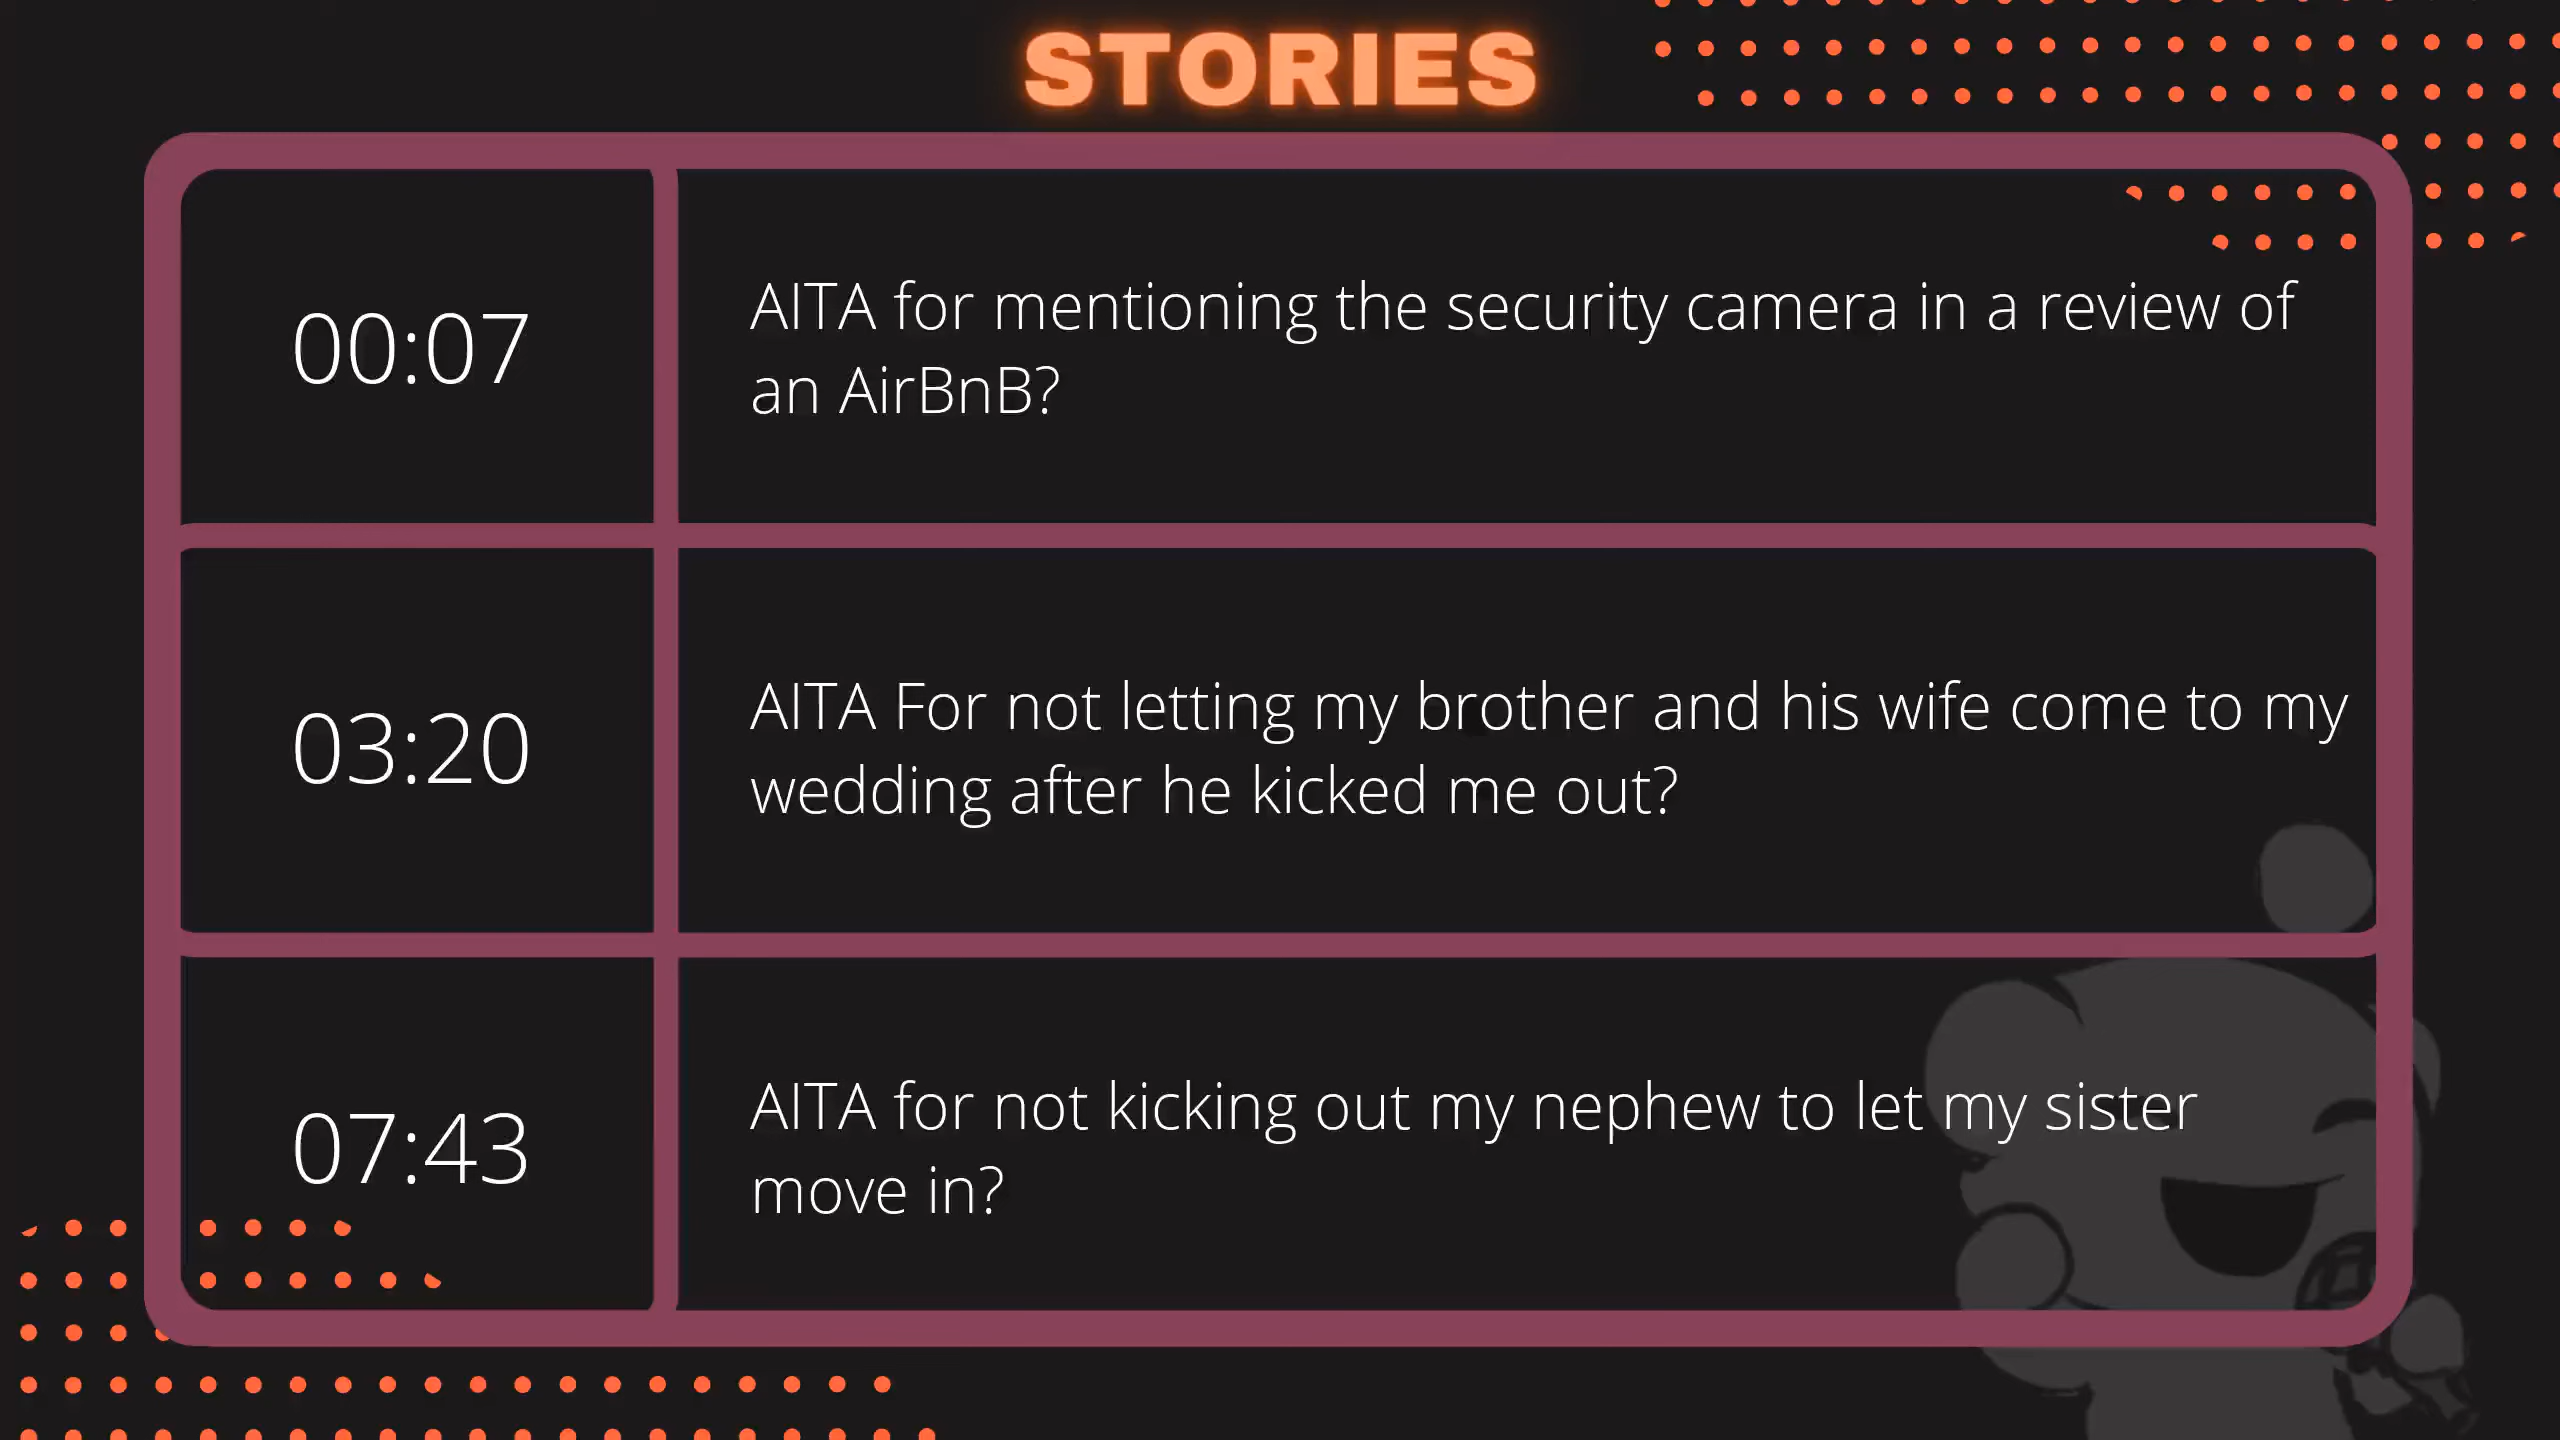 STORIES
00:07
AITA for mentioning the security camera in a review of
an AirBnB?
03:20
AITA For not letting my brother and his wife come to my
wedding after he kicked me out?
07:43
AITA for not kicking out my nephew to let my sister
move in?